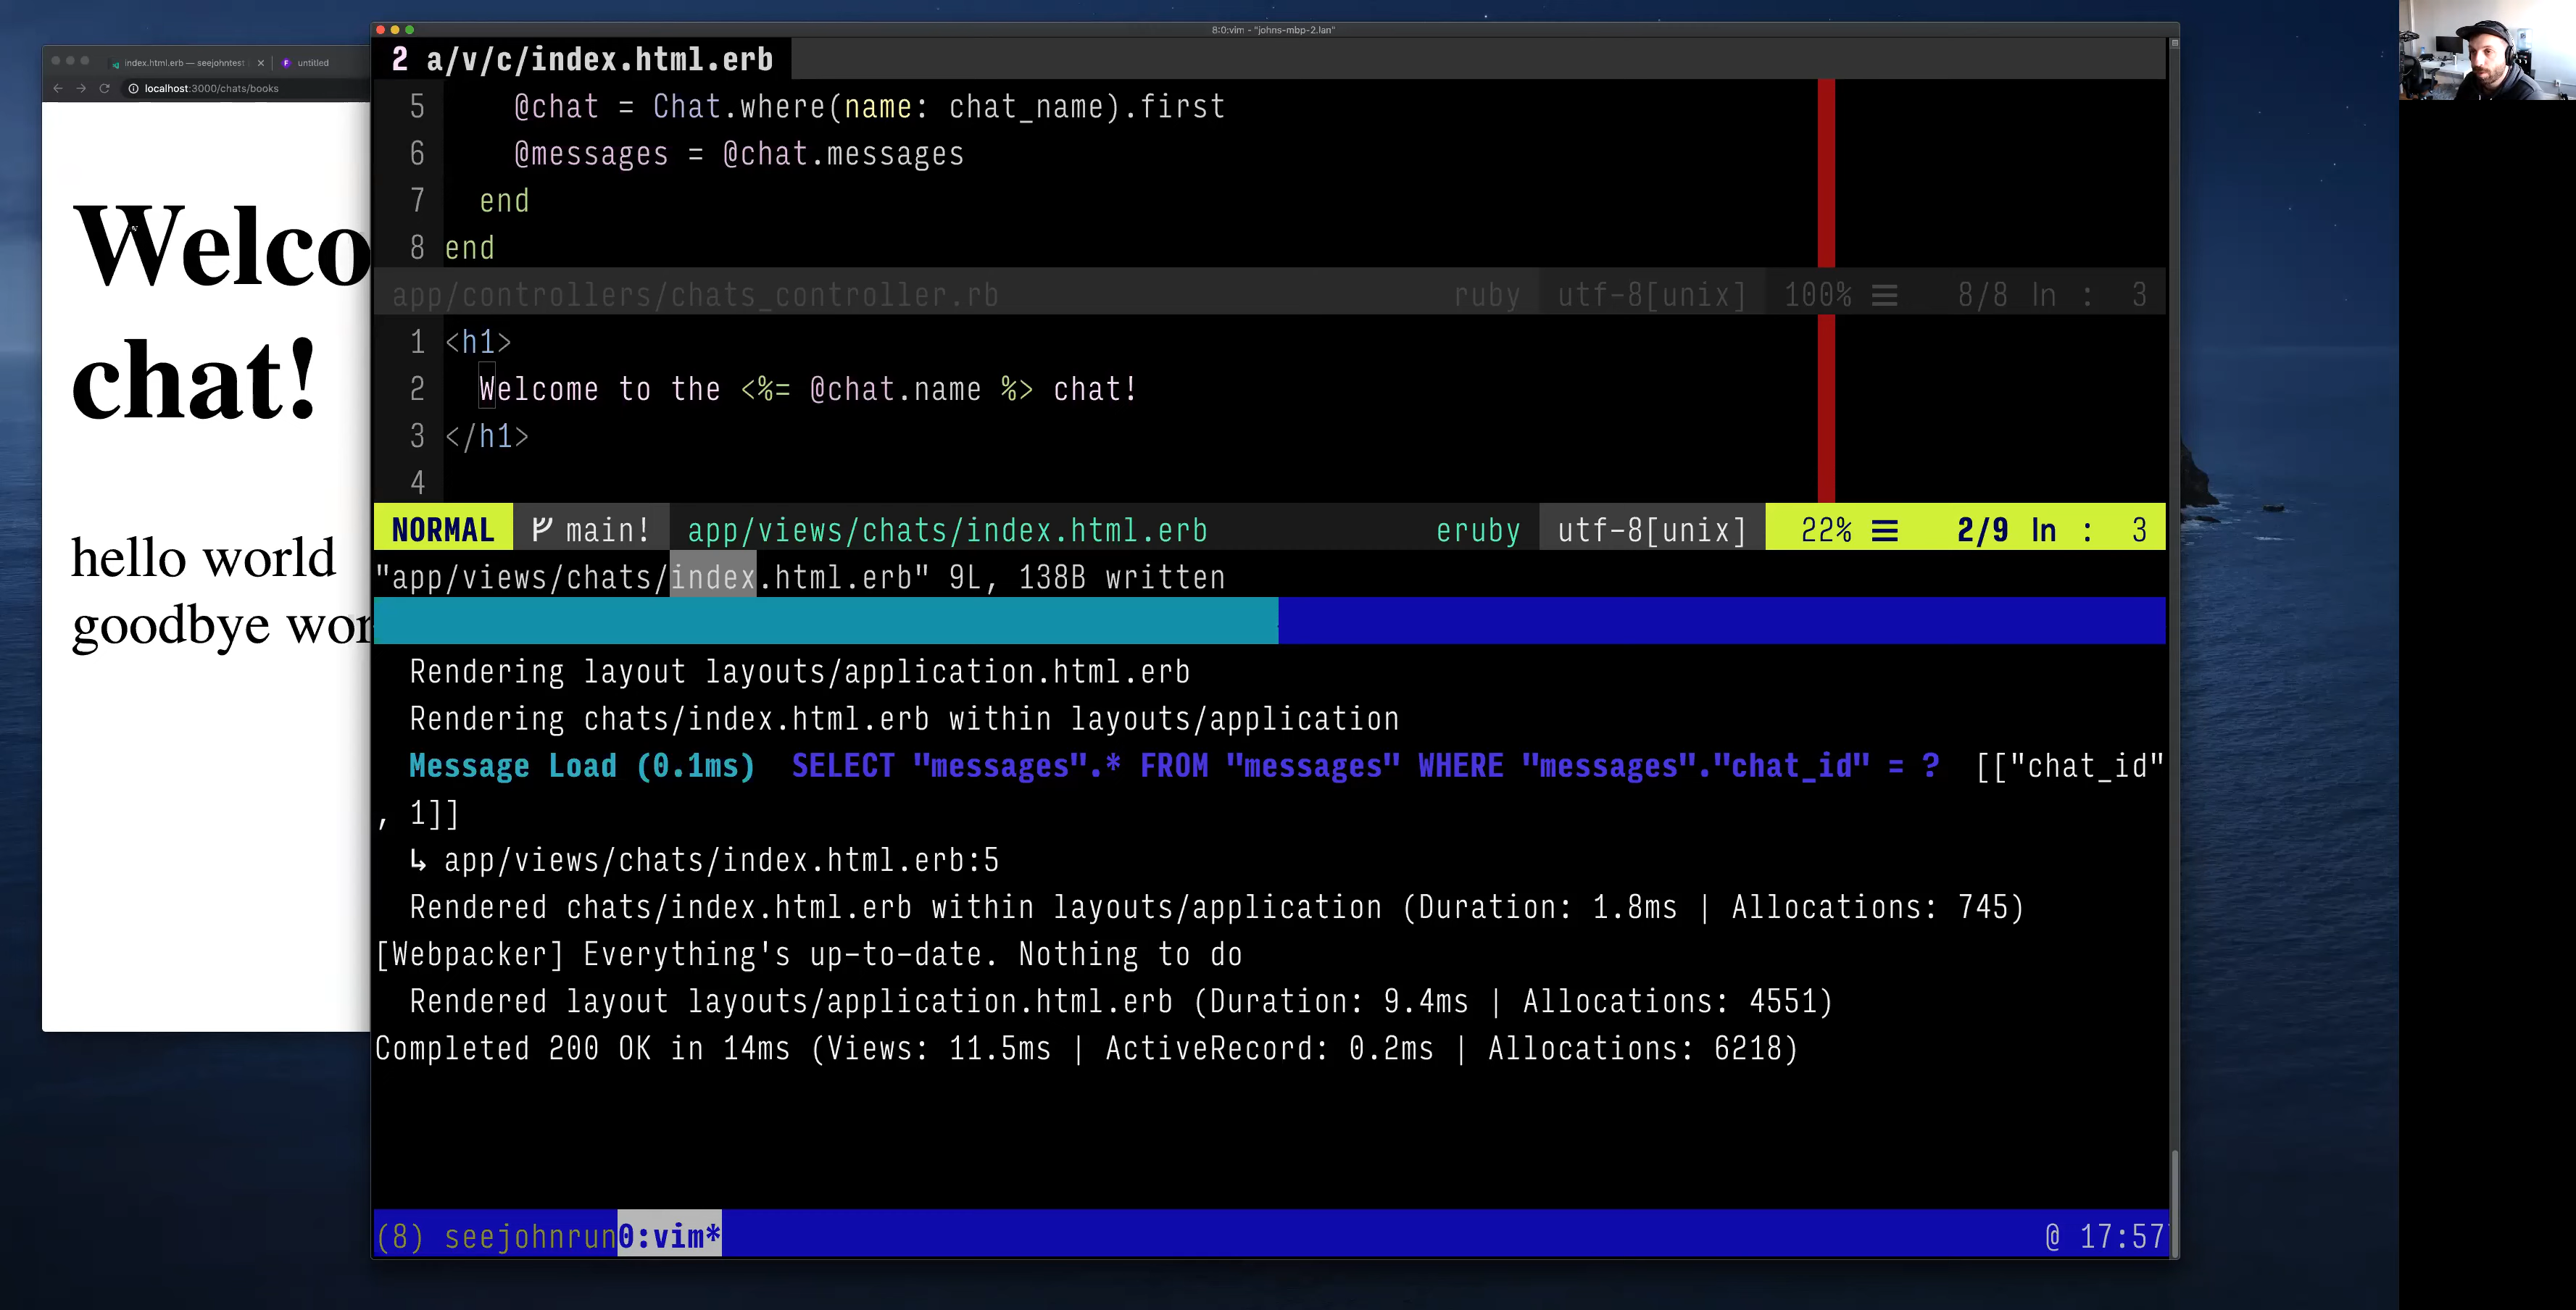 8:0:vim - "johns-mbp-2.lan"
index.html.erb — seejohntest
untitled
localhost:3000/chats/books
Welco
chat!
hello world
goodbye wor
2 a/v/c/index.html.erb
5 @chat = Chat.where(name: chat_name).first
6 @messages = @chat.messages
7 end
8 end
app/controllers/chats_controller.rb ruby utf-8[unix] 100% ☰ 8/8 ln : 3
1 <h1>
2 Welcome to the <%= @chat.name %> chat!
3 </h1>
4
NORMAL main! app/views/chats/index.html.erb eruby utf-8[unix] 22% ☰ 2/9 ln : 3
"app/views/chats/index.html.erb" 9L, 138B written
Rendering layout layouts/application.html.erb
Rendering chats/index.html.erb within layouts/application
Message Load (0.1ms) SELECT "messages".* FROM "messages" WHERE "messages"."chat_id" = ? [["chat_id"
, 1]]
↳ app/views/chats/index.html.erb:5
Rendered chats/index.html.erb within layouts/application (Duration: 1.8ms | Allocations: 745)
[Webpacker] Everything's up-to-date. Nothing to do
Rendered layout layouts/application.html.erb (Duration: 9.4ms | Allocations: 4551)
Completed 200 OK in 14ms (Views: 11.5ms | ActiveRecord: 0.2ms | Allocations: 6218)
(8) seejohnrun0:vim* @ 17:57